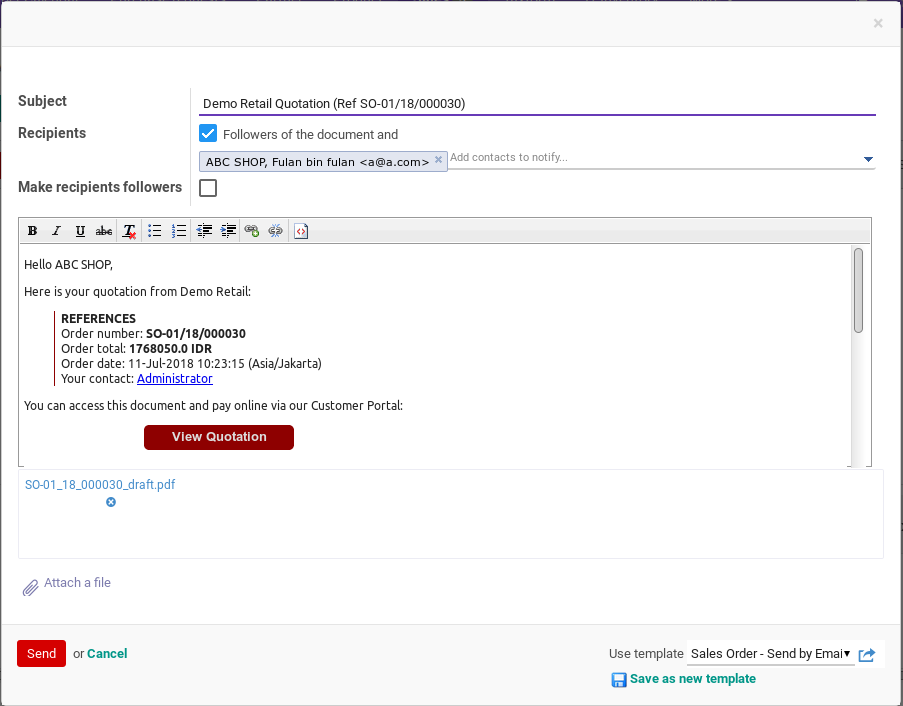 ×
Subject
Demo Retail Quotation (Ref SO-01/18/000030)
Recipients
Followers of the document and
ABC SHOP, Fulan bin fulan <a@a.com> ×
Add contacts to notify...
Make recipients followers
B I U abc T
Hello ABC SHOP,
Here is your quotation from Demo Retail:
REFERENCES
Order number: SO-01/18/000030
Order total: 1768050.0 IDR
Order date: 11-Jul-2018 10:23:15 (Asia/Jakarta)
Your contact: Administrator
You can access this document and pay online via our Customer Portal:
View Quotation
SO-01_18_000030_draft.pdf
Attach a file
Send or Cancel
Use template Sales Order - Send by Emai
Save as new template